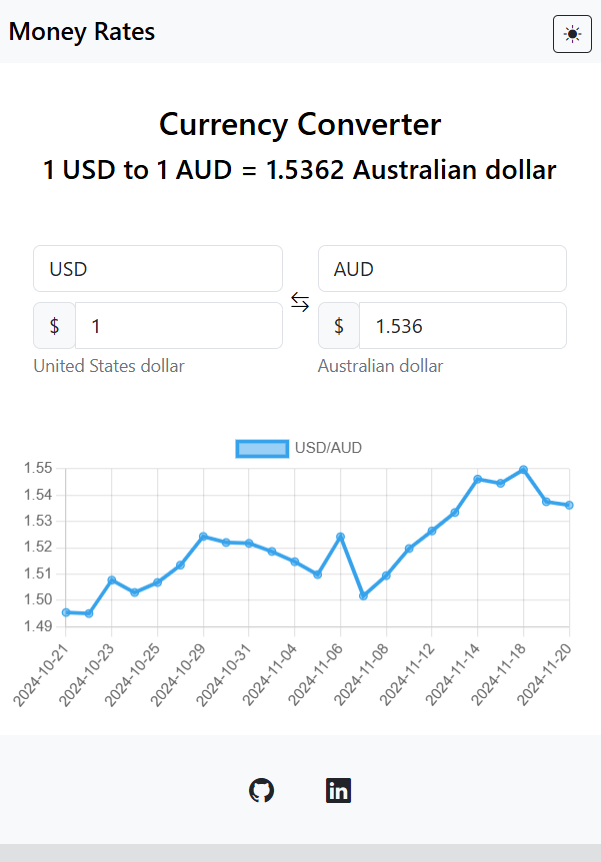 Money Rates
Currency Converter
1 USD to 1 AUD = 1.5362 Australian dollar
USD
AUD
$ 1
$ 1.536
United States dollar
Australian dollar
USD/AUD
1.55
1.54
1.53
1.52
1.51
1.50
1.49
2024-10-21
2024-10-23
2024-10-25
2024-10-29
2024-10-31
2024-11-04
2024-11-06
2024-11-08
2024-11-12
2024-11-14
2024-11-18
2024-11-20
in